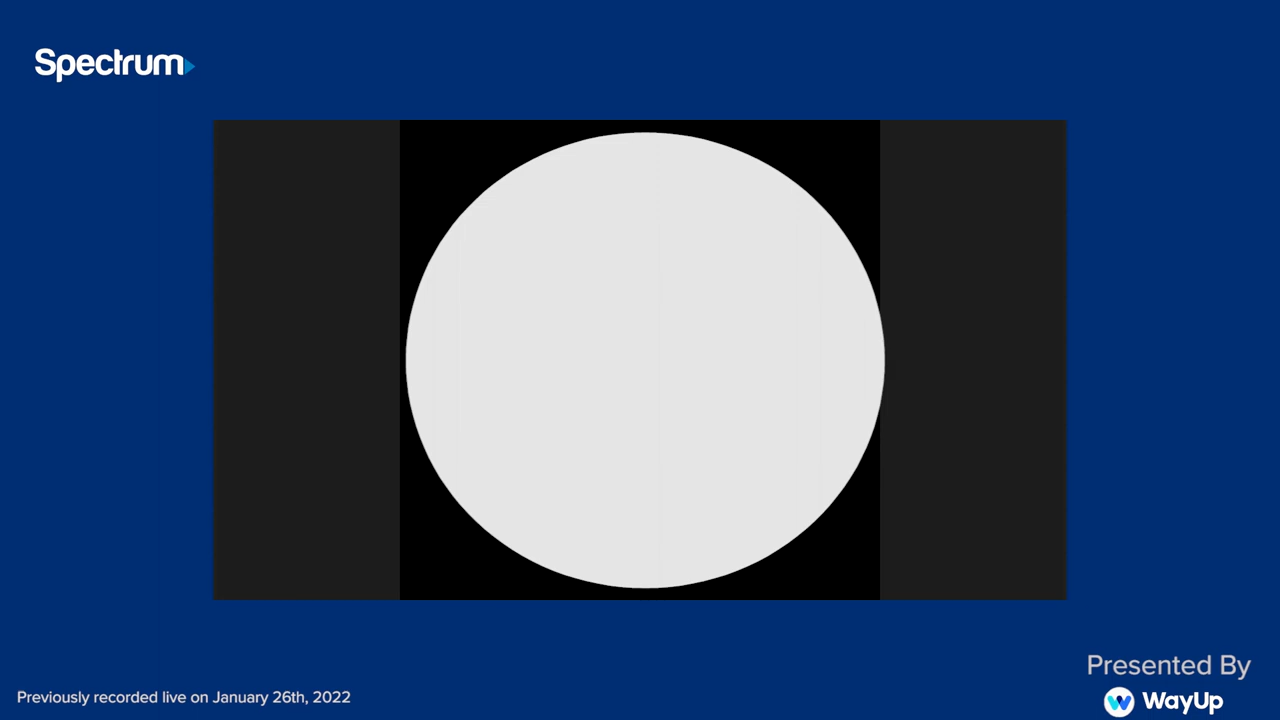 Spectrum
Presented By
Previously recorded live on January 26th, 2022
WayUp